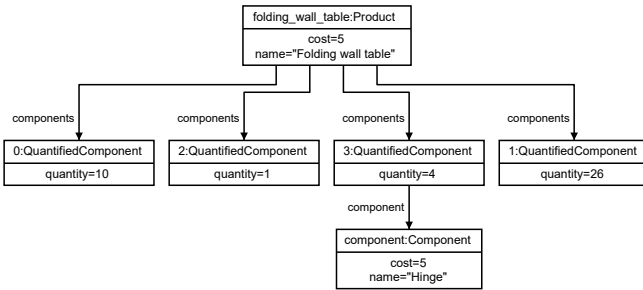 folding_wall_table:Product
cost=5
name="Folding wall table"
components
components
components
components
0:QuantifiedComponent
quantity=10
2:QuantifiedComponent
quantity=1
3:QuantifiedComponent
quantity=4
1:QuantifiedComponent
quantity=26
component
component:Component
cost=5
name="Hinge"